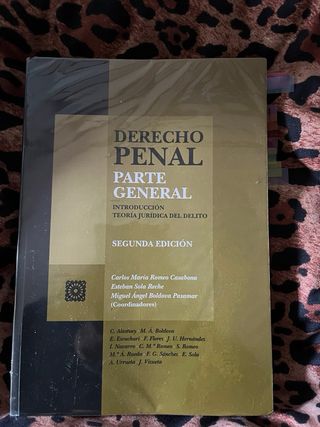 DERECHO
PENAL
PARTE
GENERAL
INTRODUCCIÓN
TEORÍA JURÍDICA DEL DELITO
SEGUNDA EDICIÓN
Carlos María Romeo Casabona
Esteban Sola Reche
Miguel Ángel Boldova Pasamar
(Coordinadores)
C. Alastuey M. Á. Boldova
E. Escuchuri F. Flores J. U. Hernández
I. Navarro C. M.ª Romeo S. Romeo
M.ª Á. Rueda F. G. Sánchez E. Sola
A. Urruela J. Vizueta